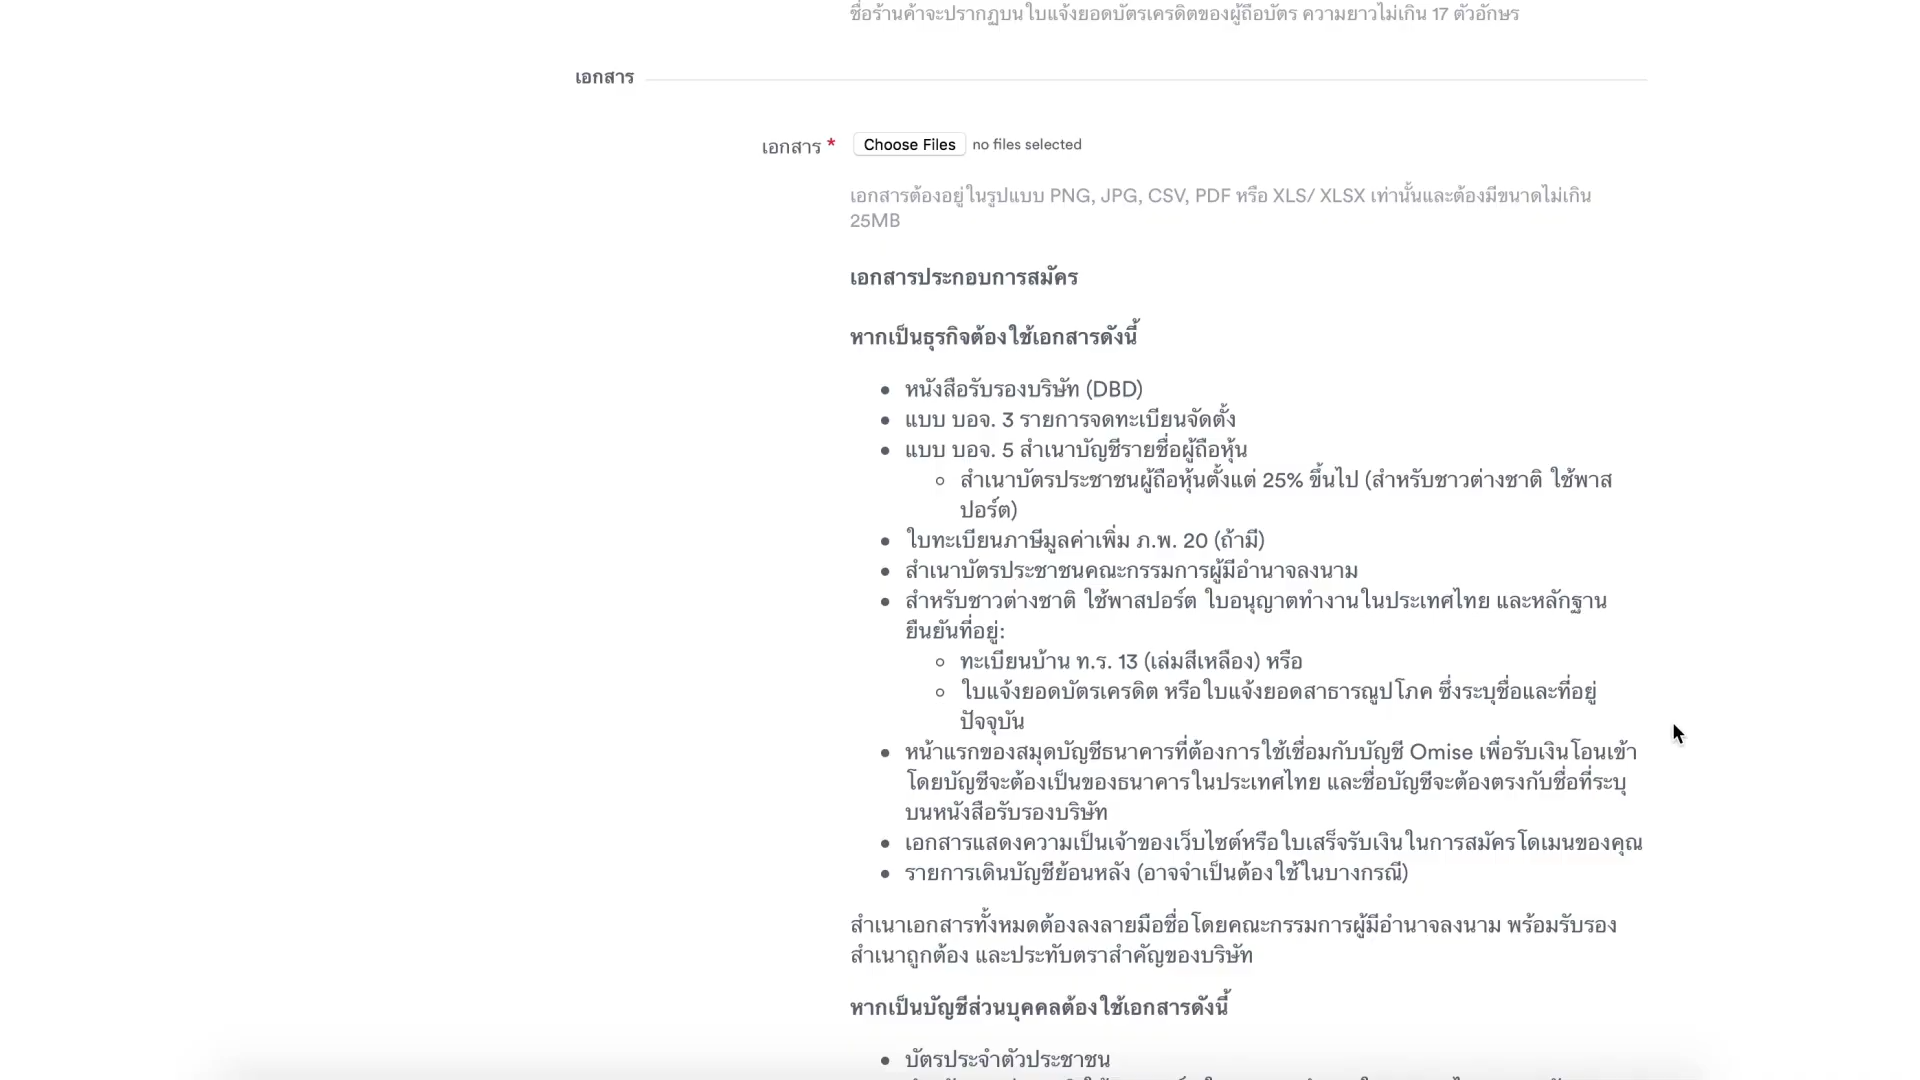 ชื่อร้านค้าจะปรากฏบนใบแจ้งยอดบัตรเครดิตของผู้ถือบัตร ความยาวไม่เกิน 17 ตัวอักษร
เอกสาร
เอกสาร * Choose Files no files selected
เอกสารต้องอยู่ในรูปแบบ PNG, JPG, CSV, PDF หรือ XLS/ XLSX เท่านั้นและต้องมีขนาดไม่เกิน
25MB
เอกสารประกอบการสมัคร
หากเป็นธุรกิจต้องใช้เอกสารดังนี้
หนังสือรับรองบริษัท (DBD)
แบบ บอจ. 3 รายการจดทะเบียนจัดตั้ง
แบบ บอจ. 5 สำเนาบัญชีรายชื่อผู้ถือหุ้น
สำเนาบัตรประชาชนผู้ถือหุ้นตั้งแต่ 25% ขึ้นไป (สำหรับชาวต่างชาติ ใช้พาส
ปอร์ต)
ใบทะเบียนภาษีมูลค่าเพิ่ม ภ.พ. 20 (ถ้ามี)
สำเนาบัตรประชาชนคณะกรรมการผู้มีอำนาจลงนาม
สำหรับชาวต่างชาติ ใช้พาสปอร์ต ใบอนุญาตทำงานในประเทศไทย และหลักฐาน
ยืนยันที่อยู่:
ทะเบียนบ้าน ท.ร. 13 (เล่มสีเหลือง) หรือ
ใบแจ้งยอดบัตรเครดิต หรือใบแจ้งยอดสาธารณูปโภค ซึ่งระบุชื่อและที่อยู่
ปัจจุบัน
หน้าแรกของสมุดบัญชีธนาคารที่ต้องการใช้เชื่อมกับบัญชี Omise เพื่อรับเงินโอนเข้า
โดยบัญชีจะต้องเป็นของธนาคารในประเทศไทย และชื่อบัญชีจะต้องตรงกับชื่อที่ระบุ
บนหนังสือรับรองบริษัท
เอกสารแสดงความเป็นเจ้าของเว็บไซต์หรือใบเสร็จรับเงินในการสมัครโดเมนของคุณ
รายการเดินบัญชีย้อนหลัง (อาจจำเป็นต้องใช้ในบางกรณี)
สำเนาเอกสารทั้งหมดต้องลงลายมือชื่อโดยคณะกรรมการผู้มีอำนาจลงนาม พร้อมรับรอง
สำเนาถูกต้อง และประทับตราสำคัญของบริษัท
หากเป็นบัญชีส่วนบุคคลต้องใช้เอกสารดังนี้
บัตรประจำตัวประชาชน